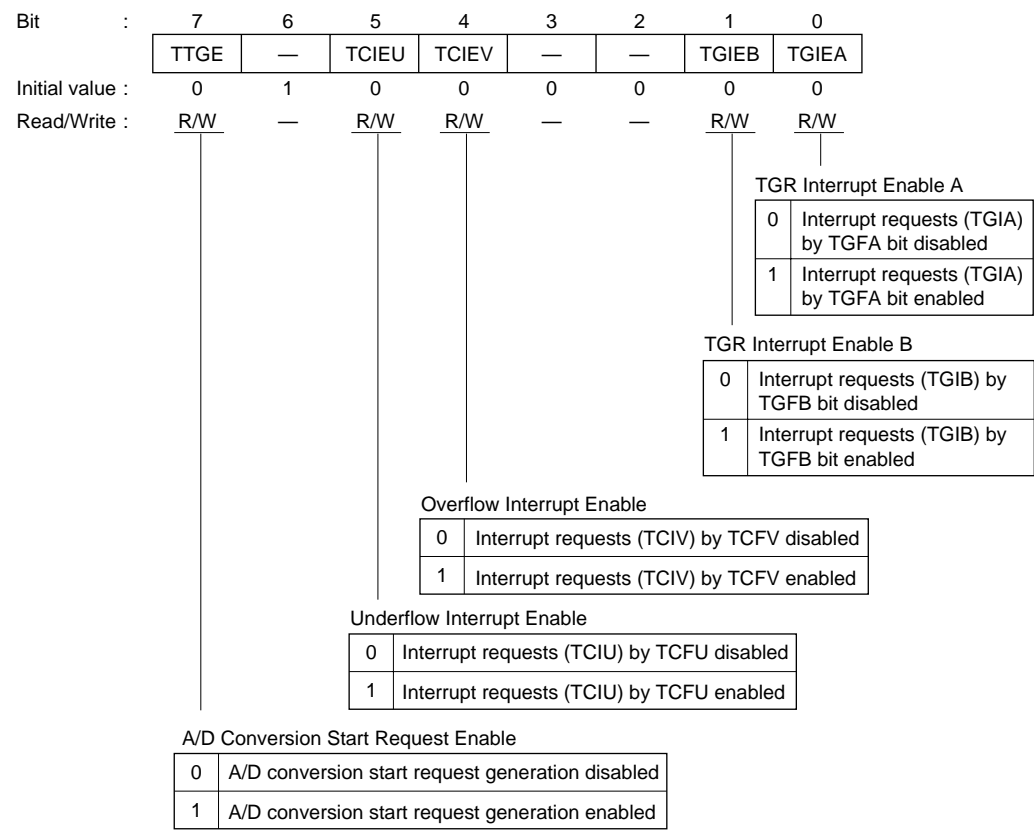 Bit : 7 6 5 4 3 2 1 0
TTGE — TCIEU TCIEV — — TGIEB TGIEA
Initial value : 0 1 0 0 0 0 0 0
Read/Write : R/W — R/W R/W — — R/W R/W
TGR Interrupt Enable A
0 Interrupt requests (TGIA)
by TGFA bit disabled
1 Interrupt requests (TGIA)
by TGFA bit enabled
TGR Interrupt Enable B
0 Interrupt requests (TGIB) by
TGFB bit disabled
1 Interrupt requests (TGIB) by
TGFB bit enabled
Overflow Interrupt Enable
0 Interrupt requests (TCIV) by TCFV disabled
1 Interrupt requests (TCIV) by TCFV enabled
Underflow Interrupt Enable
0 Interrupt requests (TCIU) by TCFU disabled
1 Interrupt requests (TCIU) by TCFU enabled
A/D Conversion Start Request Enable
0 A/D conversion start request generation disabled
1 A/D conversion start request generation enabled